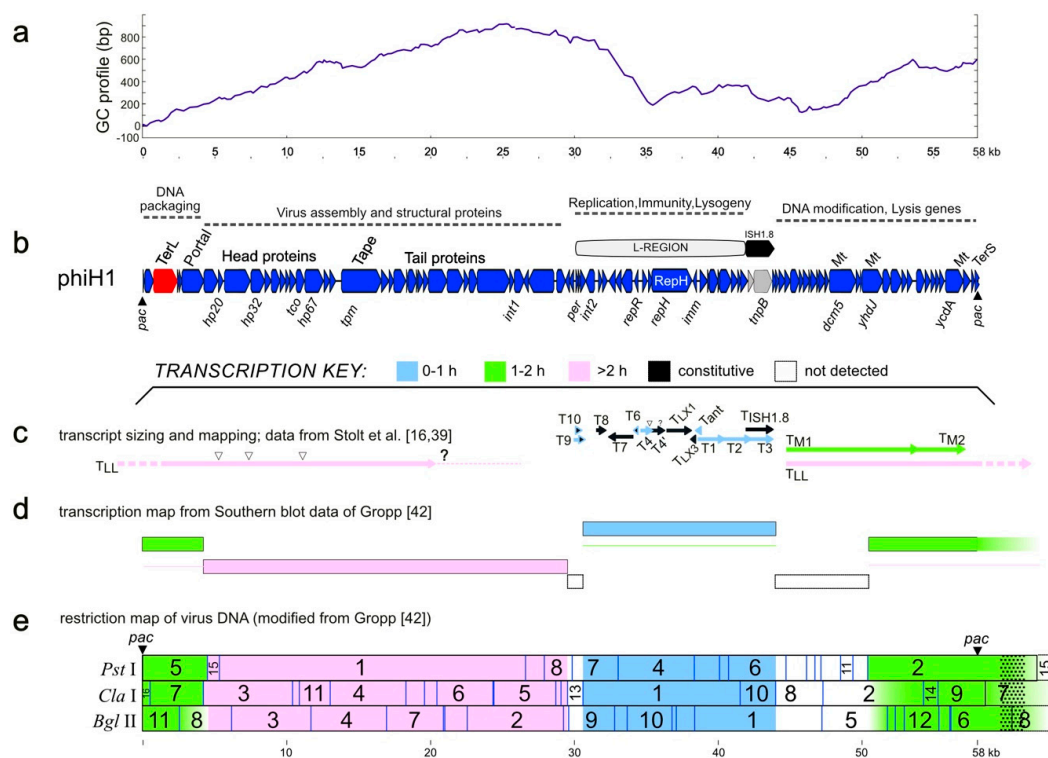 a
GC profile (bp)
800
600
400
200
0
-100
0 5 10 15 20 25 30 35 40 45 50 55 58 kb
DNA packaging
Virus assembly and structural proteins
Replication,Immunity,Lysogeny
DNA modification, Lysis genes
b
phiH1
TerL
Portal
Head proteins
Tape
Tail proteins
L-REGION
ISH1.8
RepH
Mt
Mt
Mt
TerS
pac
hp20
hp32
tco
hp67
tpm
int1
per
int2
repR
repH
imm
tnpB
dcm5
yhdJ
ycdA
pac
TRANSCRIPTION KEY: 0-1 h 1-2 h >2 h constitutive not detected
c
transcript sizing and mapping; data from Stolt et al. [16,39]
TLL
?
T10
T9
T8
T7
T6
T4
?
T4'
TLX1
TLX3
Tant
T1
T2
T3
TISH1.8
TM1
TM2
TLL
d
transcription map from Southern blot data of Gropp [42]
e
restriction map of virus DNA (modified from Gropp [42])
pac
pac
Pst I 5 15 1 8 7 4 6 11 2 15
Cla I 16 7 3 11 4 6 5 13 1 10 8 2 14 9 7
Bgl II 11 8 3 4 7 2 9 10 1 5 12 6 8
10 20 30 40 50 58 kb